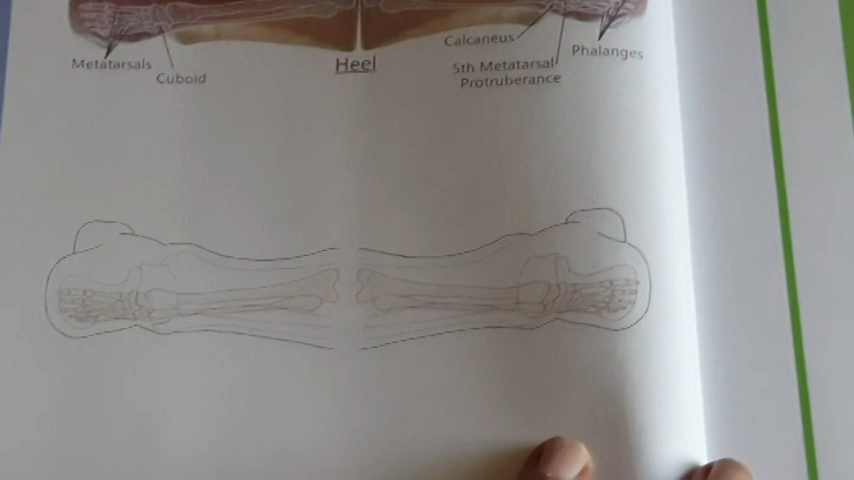 Metatarsals
Cuboid
Heel
Calcaneus
5th Metatarsal
Protruberance
Phalanges